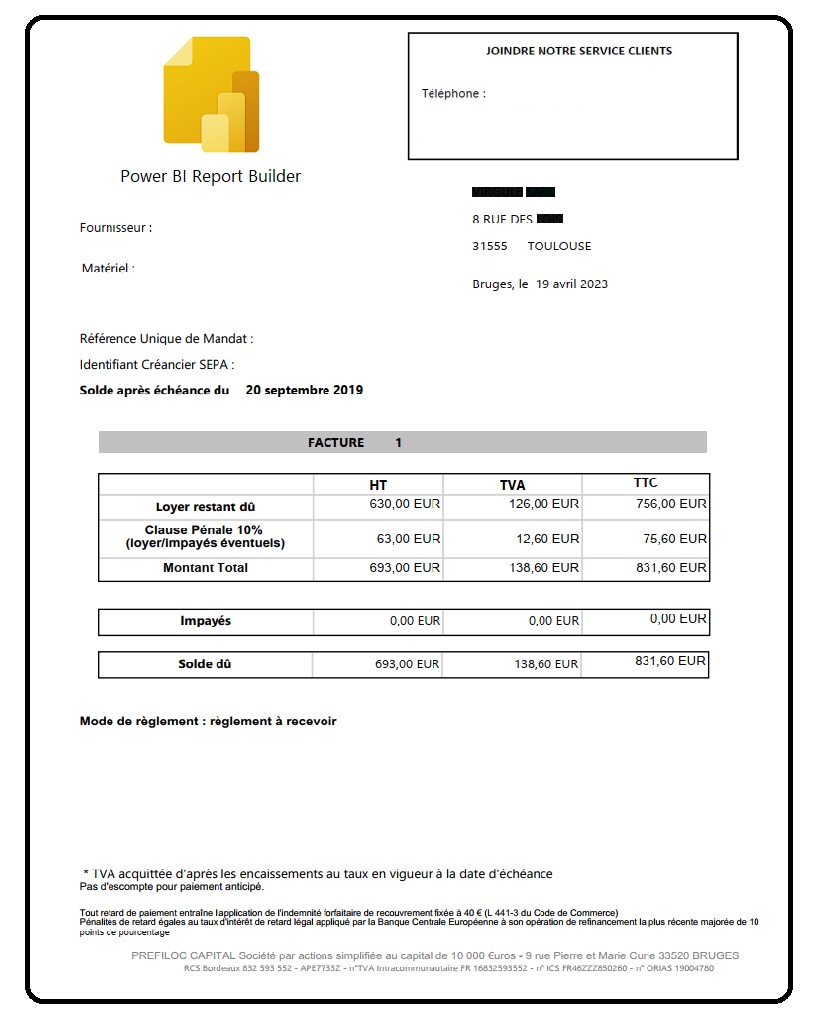 JOINDRE NOTRE SERVICE CLIENTS
Téléphone :
Power BI Report Builder
8 RUE DES
31555 TOULOUSE
Fournisseur :
Matériel :
Bruges, le 19 avril 2023
Référence Unique de Mandat :
Identifiant Créancier SEPA :
Solde après échéance du 20 septembre 2019
FACTURE 1
HT TVA TTC
Loyer restant dû 630,00 EUR 126,00 EUR 756,00 EUR
Clause Pénale 10%
(loyer/impayés éventuels) 63,00 EUR 12,60 EUR 75,60 EUR
Montant Total 693,00 EUR 138,60 EUR 831,60 EUR
Impayés 0,00 EUR 0,00 EUR 0,00 EUR
Solde dû 693,00 EUR 138,60 EUR 831,60 EUR
Mode de règlement : règlement à recevoir
* TVA acquittée d'après les encaissements au taux en vigueur à la date d'échéance
Pas d'escompte pour paiement anticipé.
Tout retard de paiement entraîne l'application de l'indemnité forfaitaire de recouvrement fixée à 40 € (L 441-3 du Code de Commerce)
Pénalites de retard égales au taux d'intérêt de retard légal appliqué par la Banque Centrale Européenne à son opération de refinancement la plus récente majorée de 10
points de pourcentage
PREFILOC CAPITAL Société par actions simplifiée au capital de 10 000 €uros - 9 rue Pierre et Marie Curie 33520 BRUGES
RCS Bordeaux 832 593 552 - APE7733Z - n°TVA Intracommunautaire FR 16832593552 - n° ICS FR46ZZZ850260 - n° ORIAS 19004760